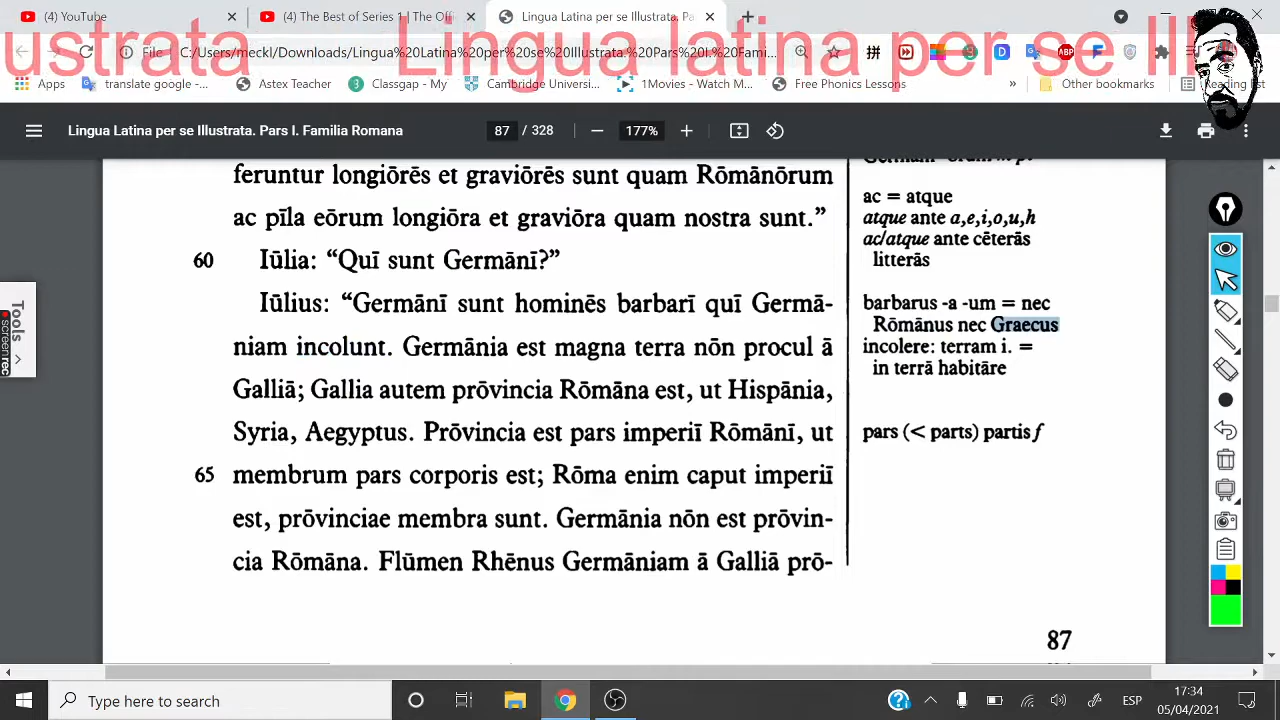 (4) YouTube
(4) The Best of Series 1 | The Offi
Lingua Latina per se Illustrata. Pa
ustrata Lingua latina per se Ill
File C:/Users/meckl/Downloads/Lingua%20Latina%20per%20se%20Illustrata.%20Pars%20I.%20Fami...
Apps translate google -... Astex Teacher Classgap - My Cambridge Universi... 1Movies - Watch M... Free Phonics Lessons » Other bookmarks Reading list
Lingua Latina per se Illustrata. Pars I. Familia Romana 87 / 328 177%
feruntur longiōrēs et graviōrēs sunt quam Rōmānōrum
ac pīla eōrum longiōra et graviōra quam nostra sunt.”
60 Iūlia: “Quī sunt Germānī?”
Iūlius: “Germānī sunt hominēs barbarī quī Germā-
niam incolunt. Germānia est magna terra nōn procul ā
Galliā; Gallia autem prōvincia Rōmāna est, ut Hispānia,
Syria, Aegyptus. Prōvincia est pars imperiī Rōmānī, ut
65 membrum pars corporis est; Rōma enim caput imperiī
est, prōvinciae membra sunt. Germānia nōn est prōvin-
cia Rōmāna. Flūmen Rhēnus Germāniam ā Galliā prō-
ac = atque
atque ante a,e,i,o,u,h
ac/atque ante cēterās
litterās
barbarus -a -um = nec
Rōmānus nec Graecus
incolere: terram i. =
in terrā habitāre
pars (< parts) partis f
87
Tools
screenrec
Type here to search
ESP
17:34
05/04/2021